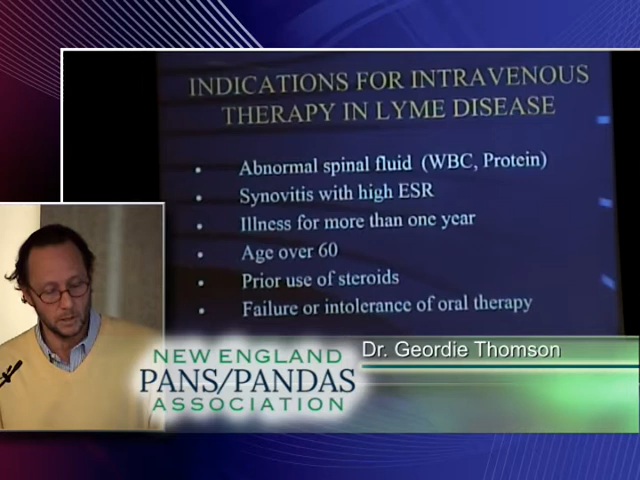 INDICATIONS FOR INTRAVENOUS
THERAPY IN LYME DISEASE
• Abnormal spinal fluid (WBC, Protein)
• Synovitis with high ESR
• Illness for more than one year
• Age over 60
• Prior use of steroids
• Failure or intolerance of oral therapy
Dr. Geordie Thomson
NEW ENGLAND
PANS/PANDAS
ASSOCIATION